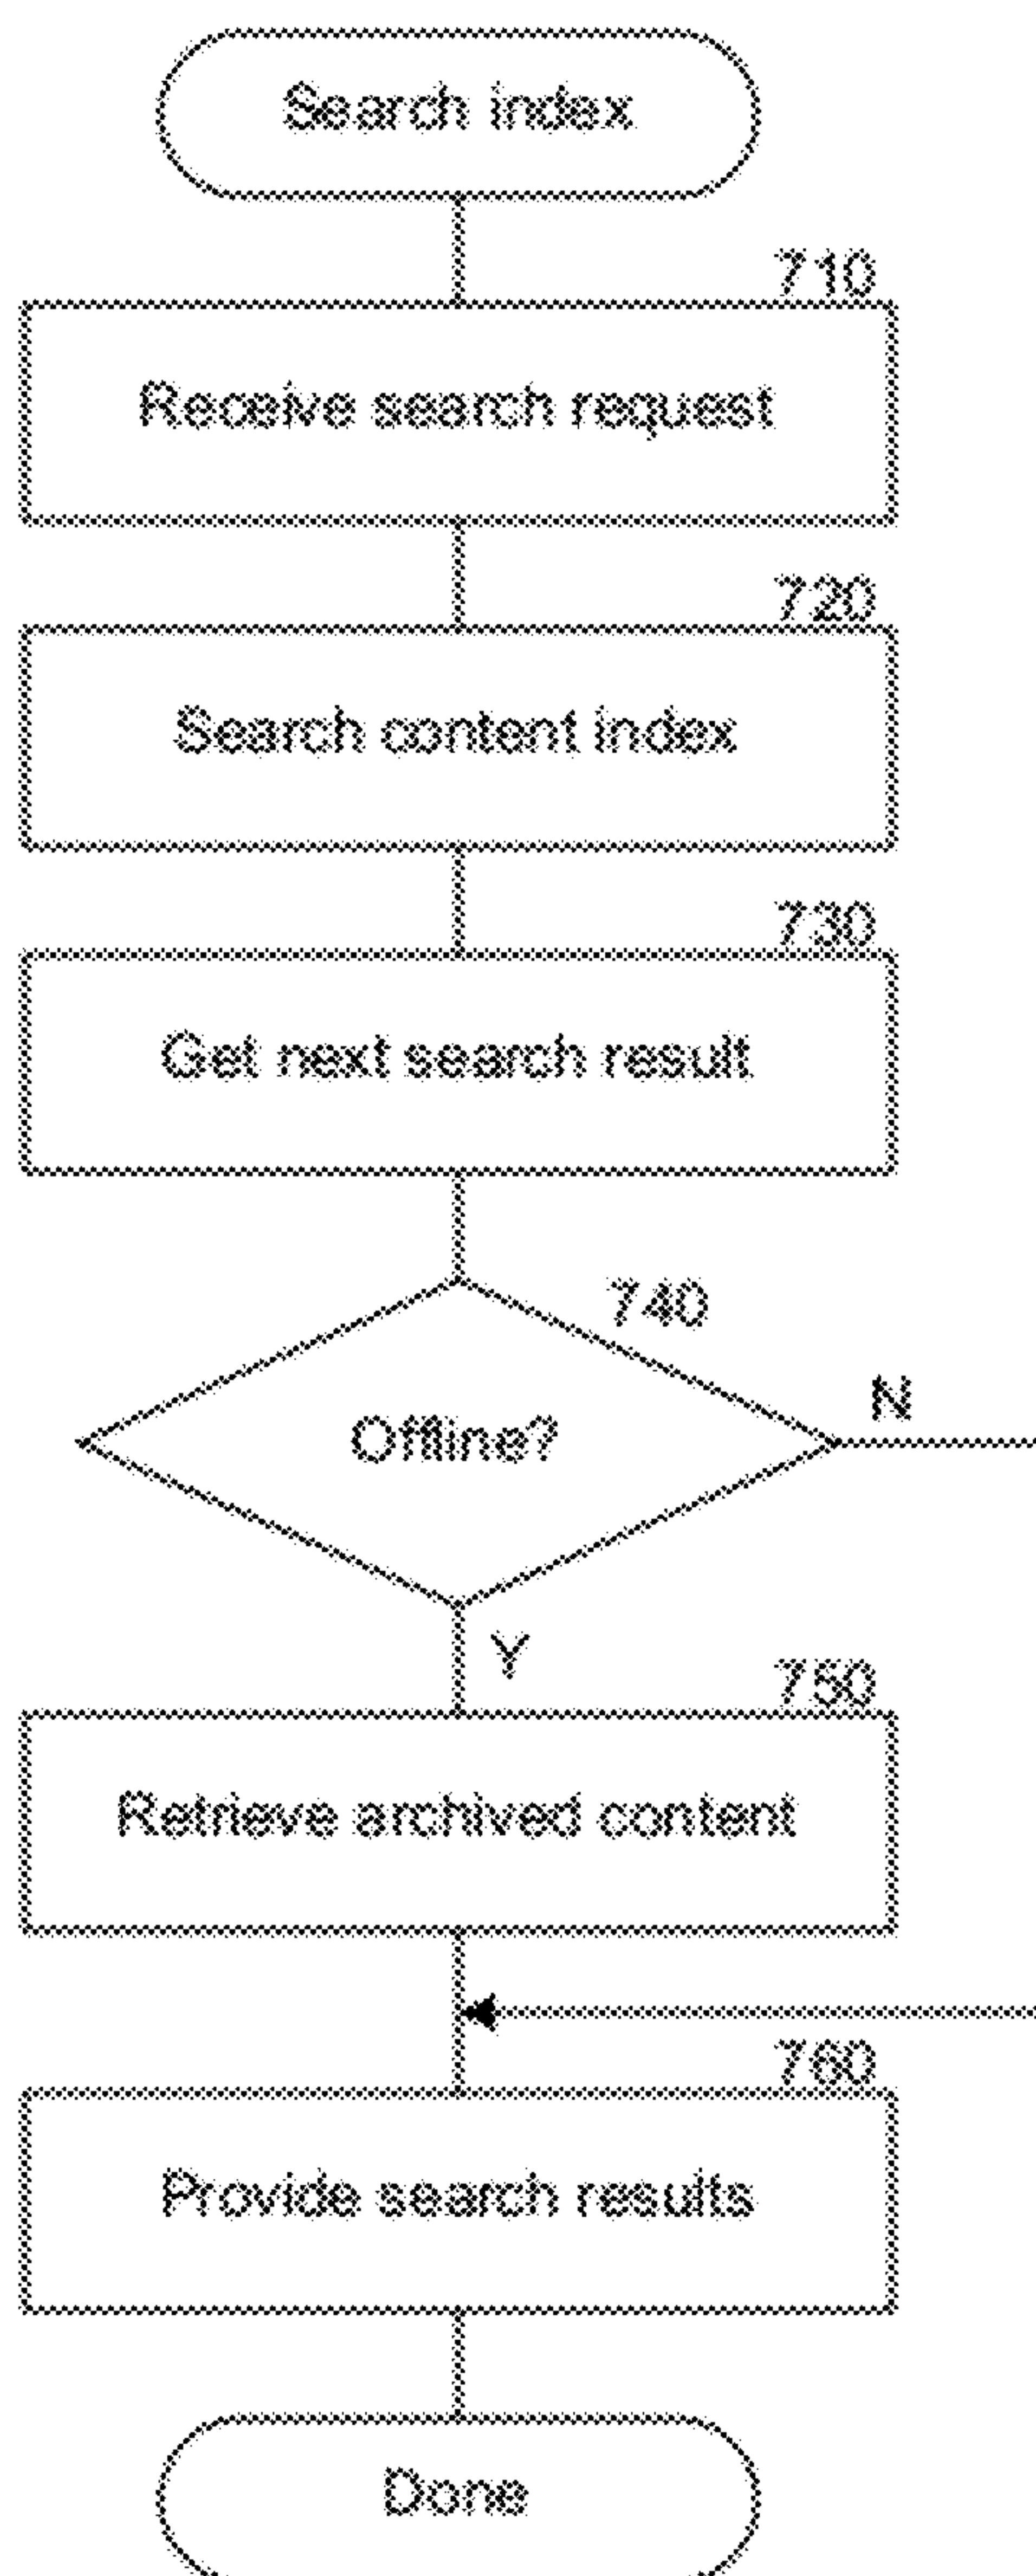 Search index
710
Receive search request
720
Search content index
730
Get next search result
740
Offline?
N
Y
750
Retrieve archived content
760
Provide search results
Done